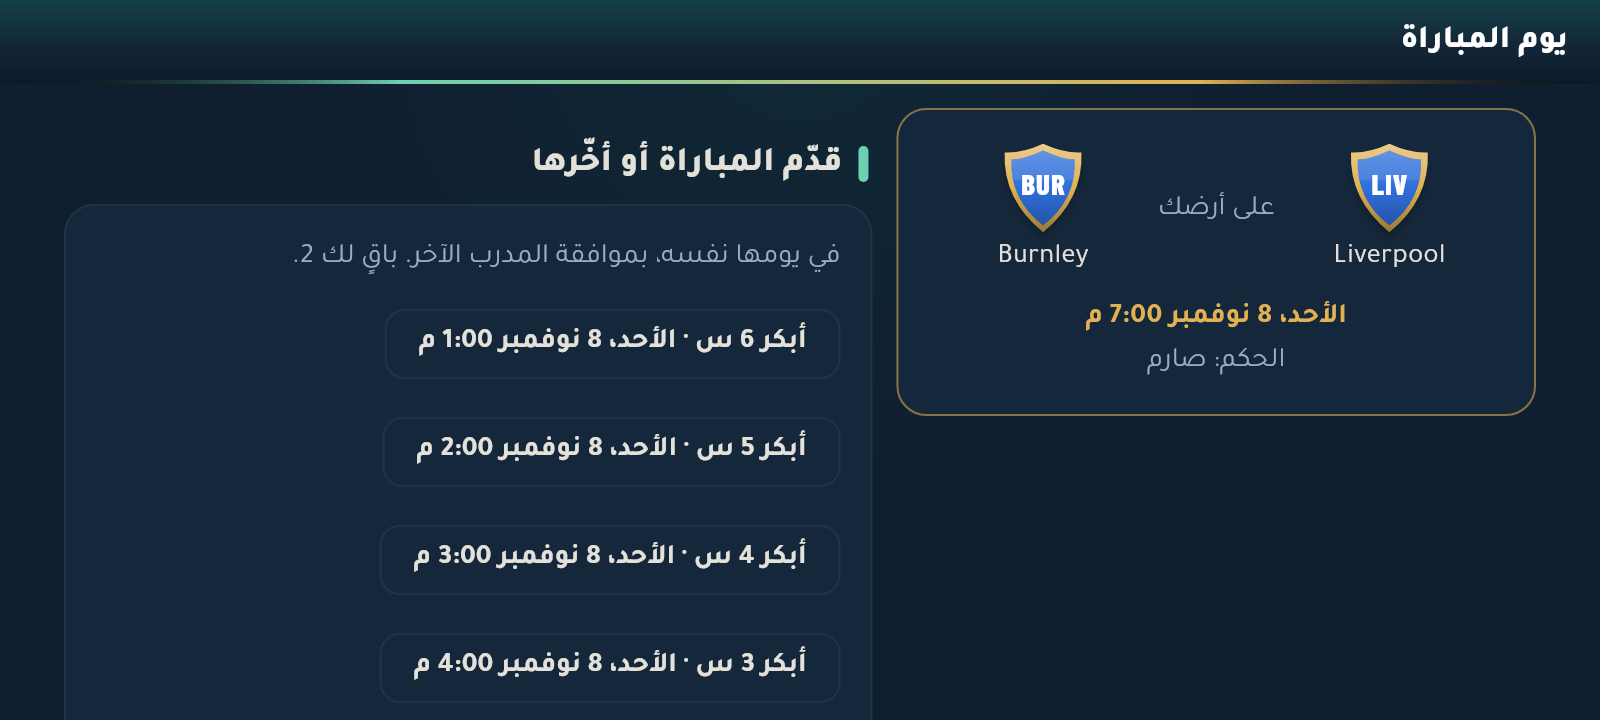 يوم المباراة
LIV
BUR
على أرضك
Liverpool
Burnley
الأحد، 8 نوفمبر 7:00 م
الحكم: صارم
قدّم المباراة أو أخّرها
في يومها نفسه، بموافقة المدرب الآخر. باقٍ لك 2.
أبكر 6 س · الأحد، 8 نوفمبر 1:00 م
أبكر 5 س · الأحد، 8 نوفمبر 2:00 م
أبكر 4 س · الأحد، 8 نوفمبر 3:00 م
أبكر 3 س · الأحد، 8 نوفمبر 4:00 م